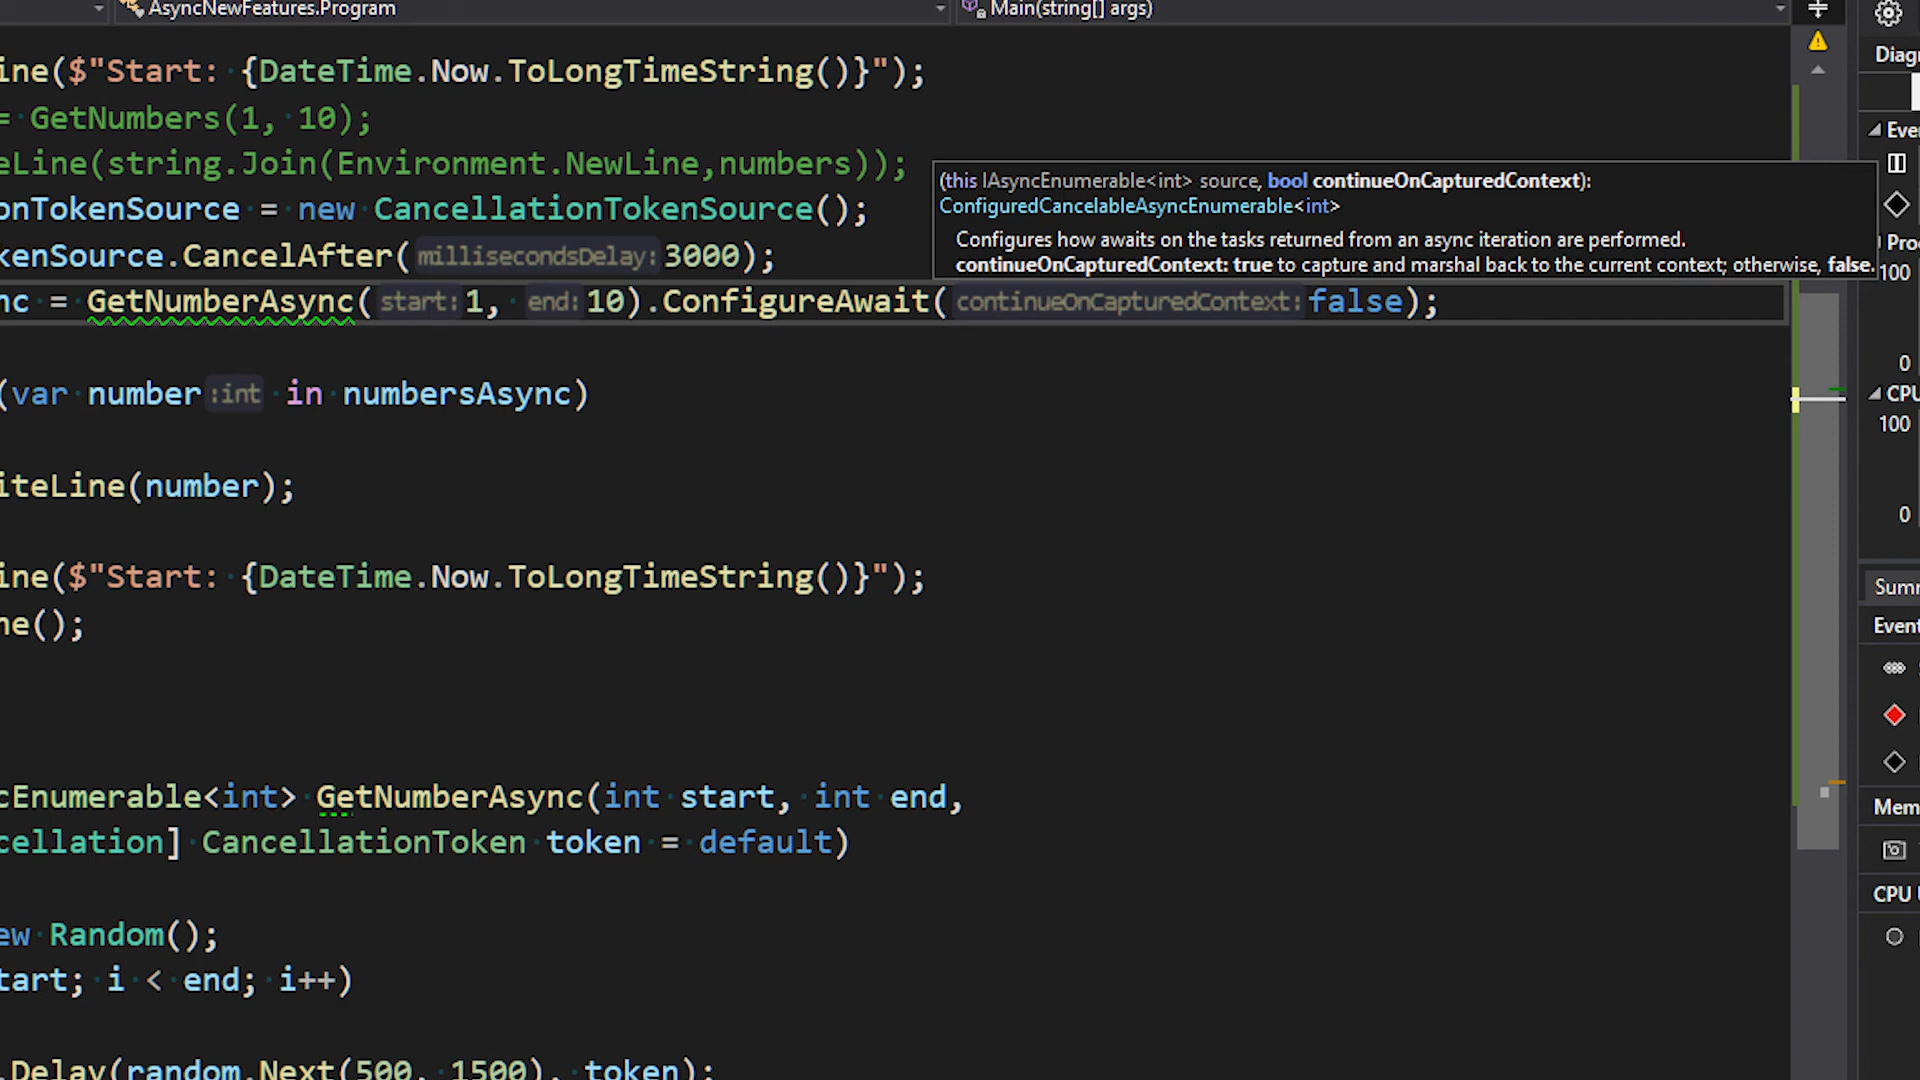 AsyncNewFeatures.Program
Main(string[] args)
ine($"Start: {DateTime.Now.ToLongTimeString()}");
= GetNumbers(1, 10);
eLine(string.Join(Environment.NewLine,numbers));
onTokenSource = new CancellationTokenSource();
kenSource.CancelAfter(millisecondsDelay:3000);
(this IAsyncEnumerable<int> source, bool continueOnCapturedContext):
ConfiguredCancelableAsyncEnumerable<int>
Configures how awaits on the tasks returned from an async iteration are performed.
continueOnCapturedContext: true to capture and marshal back to the current context; otherwise, false.
nc = GetNumberAsync(start:1, end:10).ConfigureAwait(continueOnCapturedContext:false);
(var number:int in numbersAsync)
iteLine(number);
ine($"Start: {DateTime.Now.ToLongTimeString()}");
ne();
cEnumerable<int> GetNumberAsync(int start, int end,
cellation] CancellationToken token = default)
ew Random();
tart; i < end; i++)
.Delay(random.Next(500, 1500), token);
Diag
Eve
Pro
100
0
CPU
100
0
Sum
Event
Mem
CPU